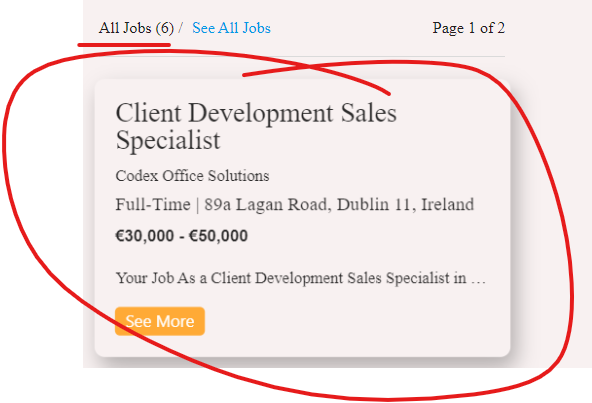 All Jobs (6) / See All Jobs Page 1 of 2
Client Development Sales
Specialist
Codex Office Solutions
Full-Time | 89a Lagan Road, Dublin 11, Ireland
€30,000 - €50,000
Your Job As a Client Development Sales Specialist in ...
See More